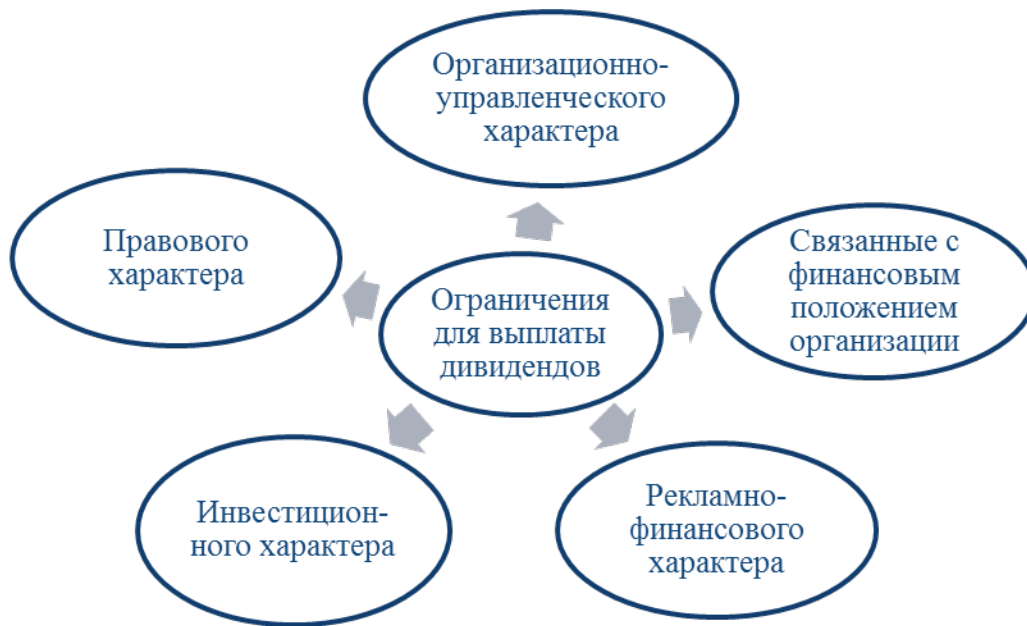 Организационно-
управленческого
характера
Правового
характера
Связанные с
финансовым
положением
организации
Ограничения
для выплаты
дивидендов
Инвестицион-
ного характера
Рекламно-
финансового
характера